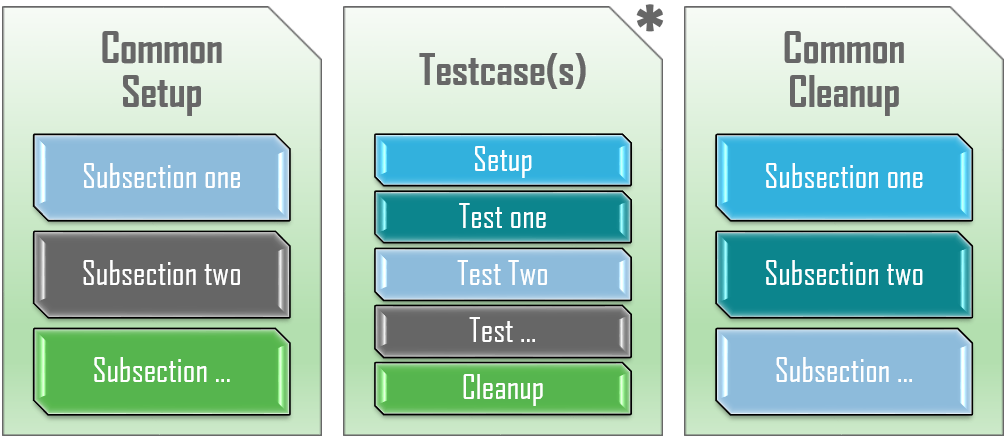 Common
Setup
Subsection one
Subsection two
Subsection ...
*
Testcase(s)
Setup
Test one
Test Two
Test ...
Cleanup
Common
Cleanup
Subsection one
Subsection two
Subsection ...